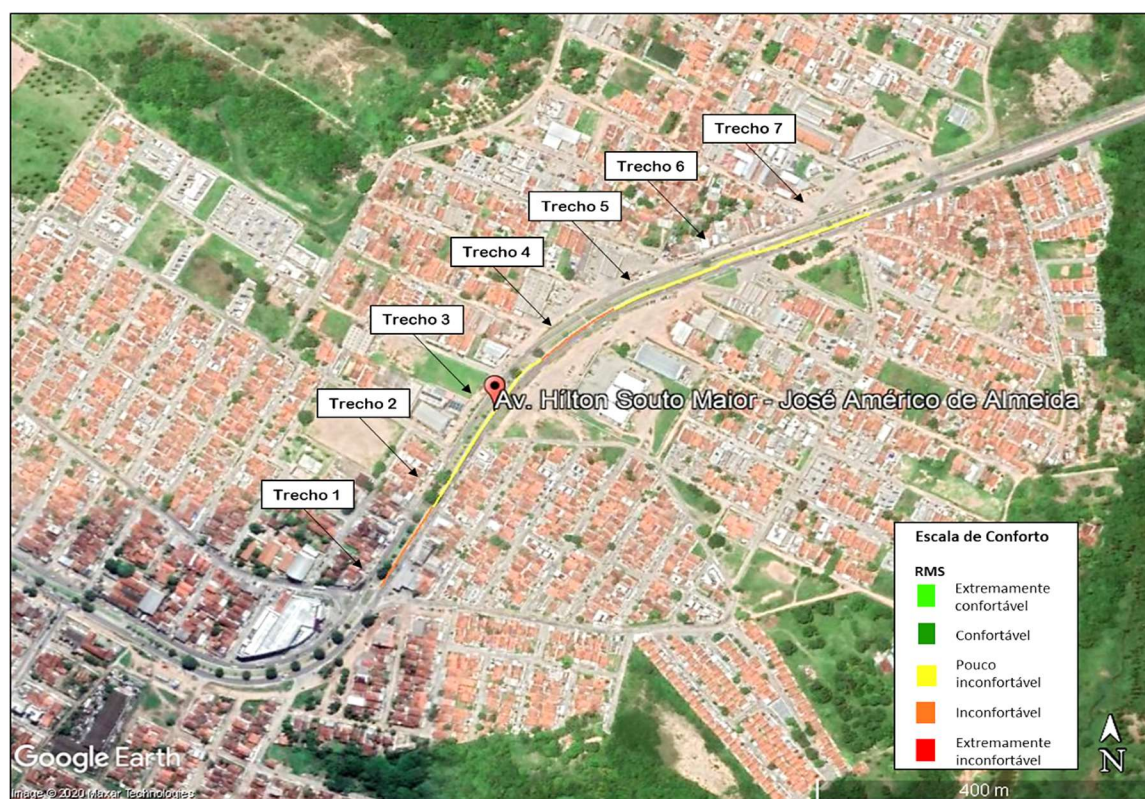 Trecho 7
Trecho 6
Trecho 5
Trecho 4
Trecho 3
Av. Hílton Souto Maior - José Américo de Almeida
Trecho 2
Trecho 1
Escala de Conforto
RMS
Extremamente
confortável
Confortável
Pouco
inconfortável
Inconfortável
Extremamente
inconfortável
N
Google Earth
Image © 2020 Maxar Technologies
400 m